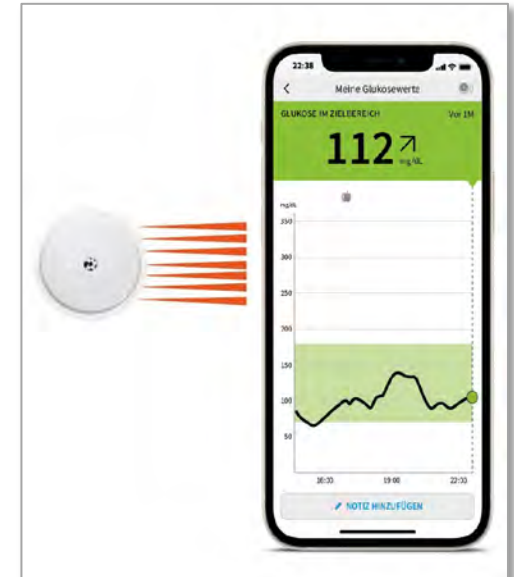 22:38
Meine Glukosewerte
GLUKOSE IM ZIELBEREICH
Vor 1M
112
mg/dL
mg/dL
350
300
250
200
150
100
50
16:00
19:00
22:00
NOTIZ HINZUFÜGEN